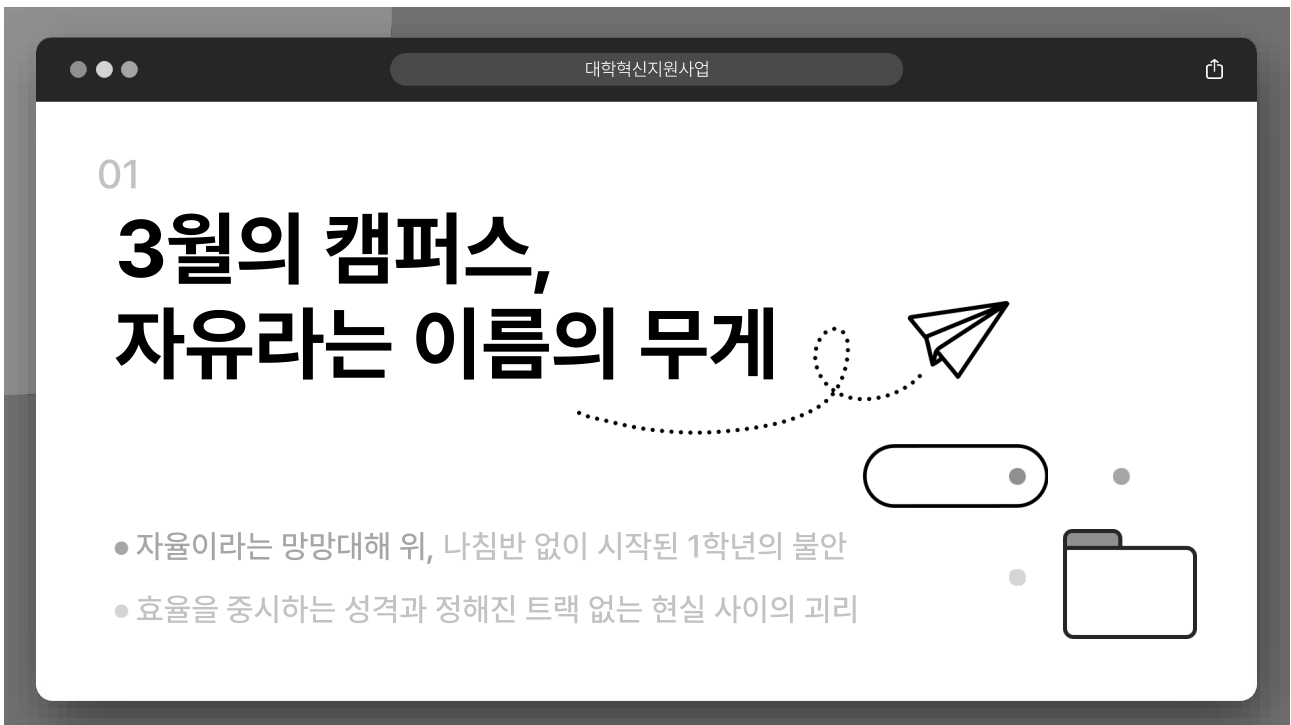 대학혁신지원사업
01
3월의 캠퍼스,
자유라는 이름의 무게
자율이라는 망망대해 위, 나침반 없이 시작된 1학년의 불안
효율을 중시하는 성격과 정해진 트랙 없는 현실 사이의 괴리